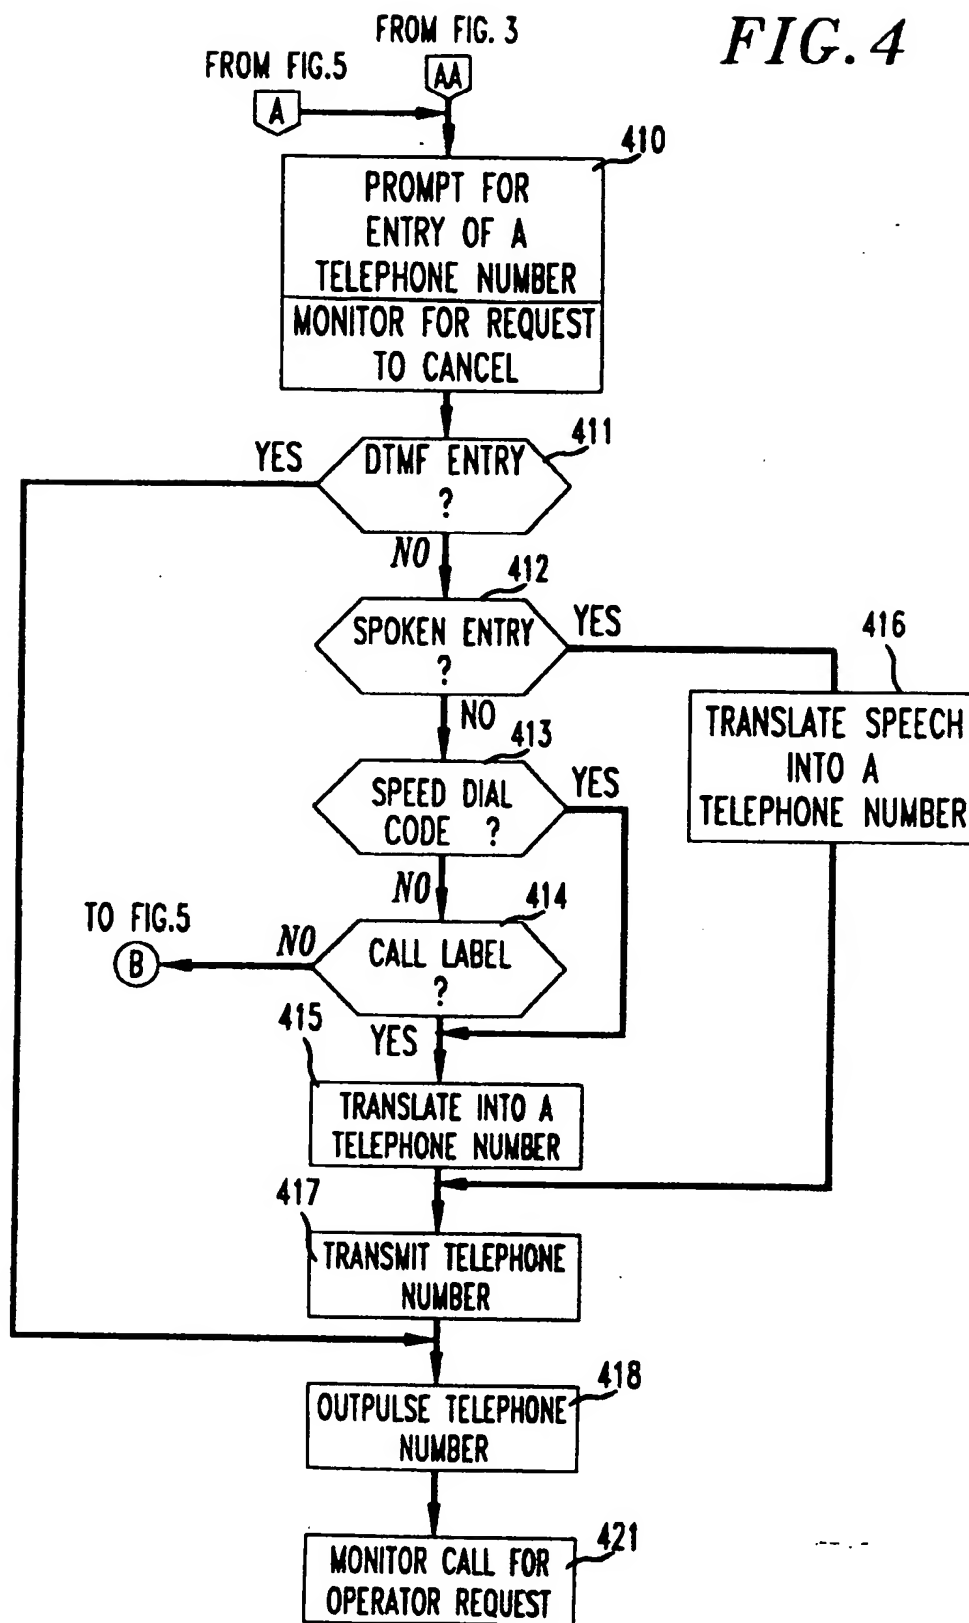 FIG. 4
FROM FIG. 3
AA
FROM FIG.5
A
410
PROMPT FOR
ENTRY OF A
TELEPHONE NUMBER
MONITOR FOR REQUEST
TO CANCEL
411
YES
DTMF ENTRY
?
NO
412
SPOKEN ENTRY
?
YES
416
TRANSLATE SPEECH
INTO A
TELEPHONE NUMBER
NO
413
SPEED DIAL
CODE ?
YES
NO
414
TO FIG.5
B
NO
CALL LABEL
?
YES
415
TRANSLATE INTO A
TELEPHONE NUMBER
417
TRANSMIT TELEPHONE
NUMBER
418
OUTPULSE TELEPHONE
NUMBER
421
MONITOR CALL FOR
OPERATOR REQUEST